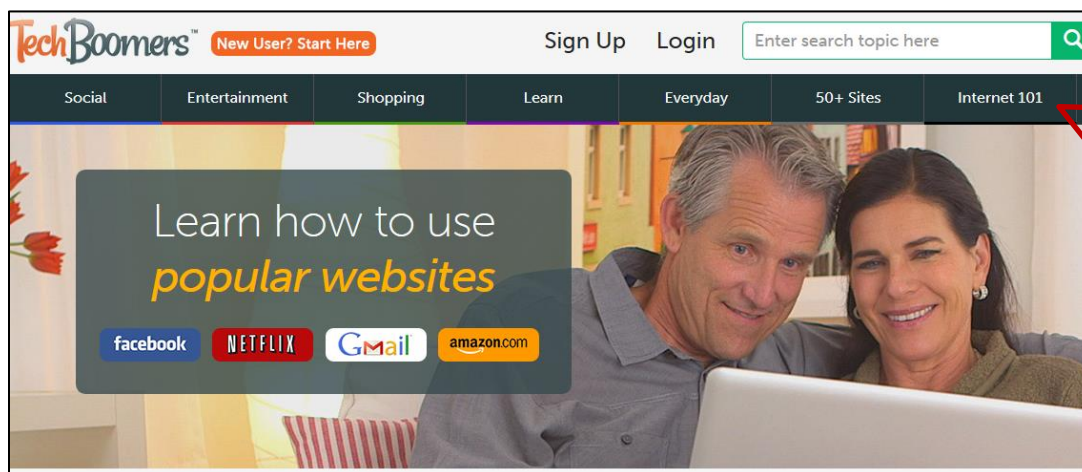 TechBoomers™ New User? Start Here Sign Up Login Enter search topic here
Social Entertainment Shopping Learn Everyday 50+ Sites Internet 101
Learn how to use
popular websites
facebook NETFLIX Gmail amazon.com